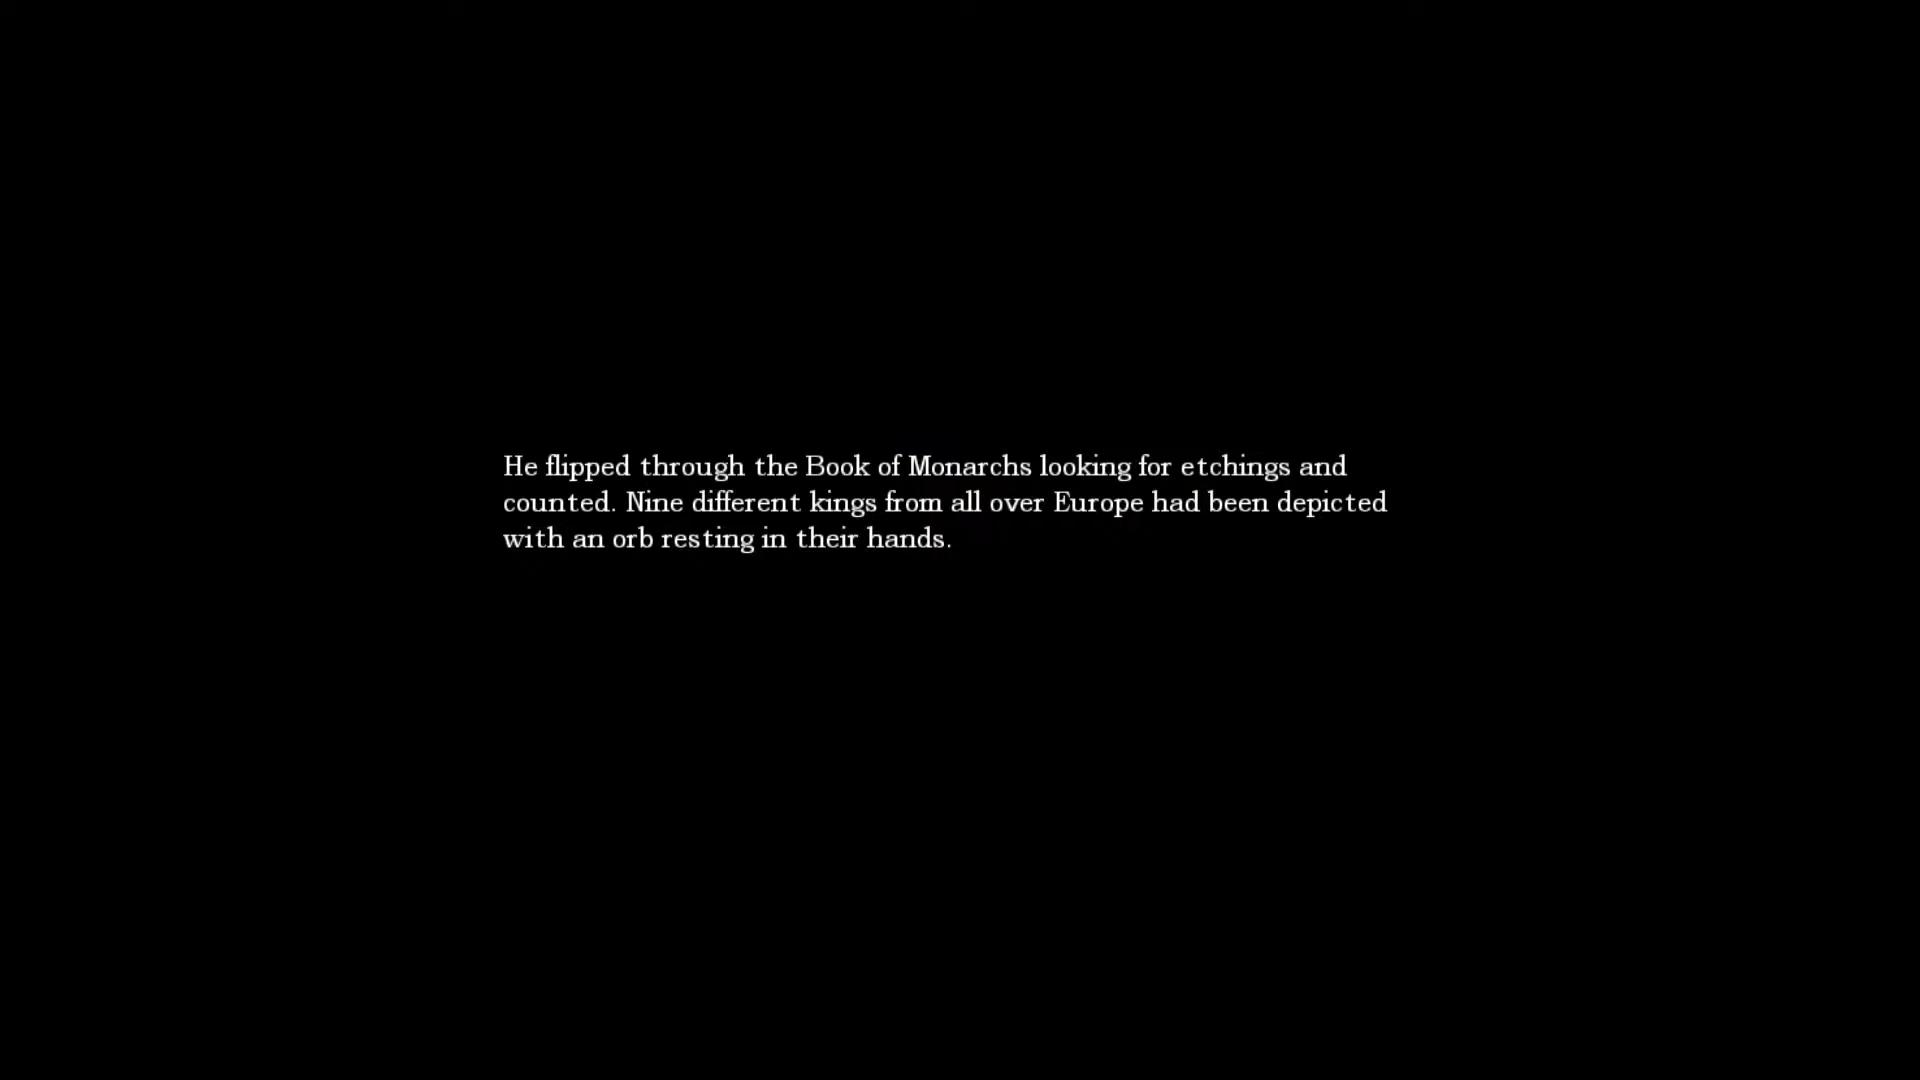 He flipped through the Book of Monarchs looking for etchings and
counted. Nine different kings from all over Europe had been depicted
with an orb resting in their hands.